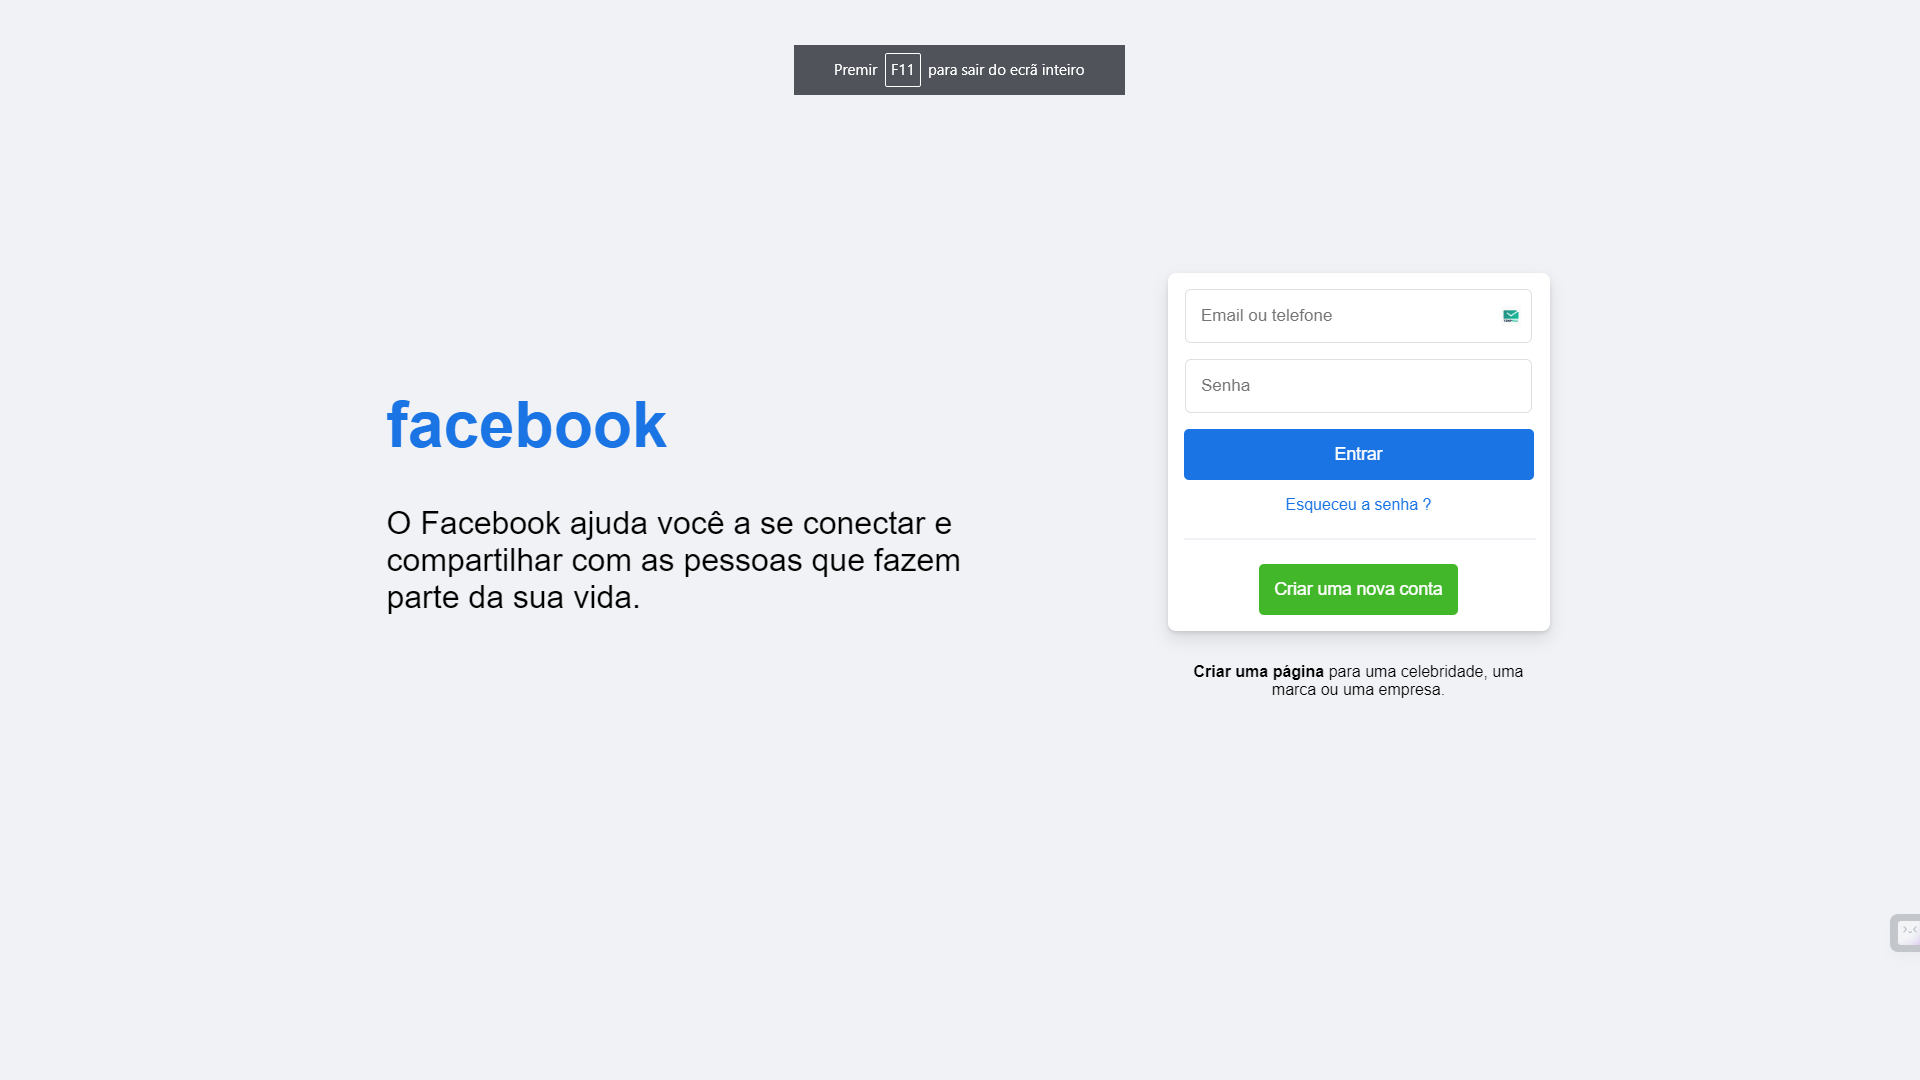 Premir F11 para sair do ecrã inteiro
facebook
O Facebook ajuda você a se conectar e
compartilhar com as pessoas que fazem
parte da sua vida.
Email ou telefone
Senha
Entrar
Esqueceu a senha ?
Criar uma nova conta
Criar uma página para uma celebridade, uma
marca ou uma empresa.